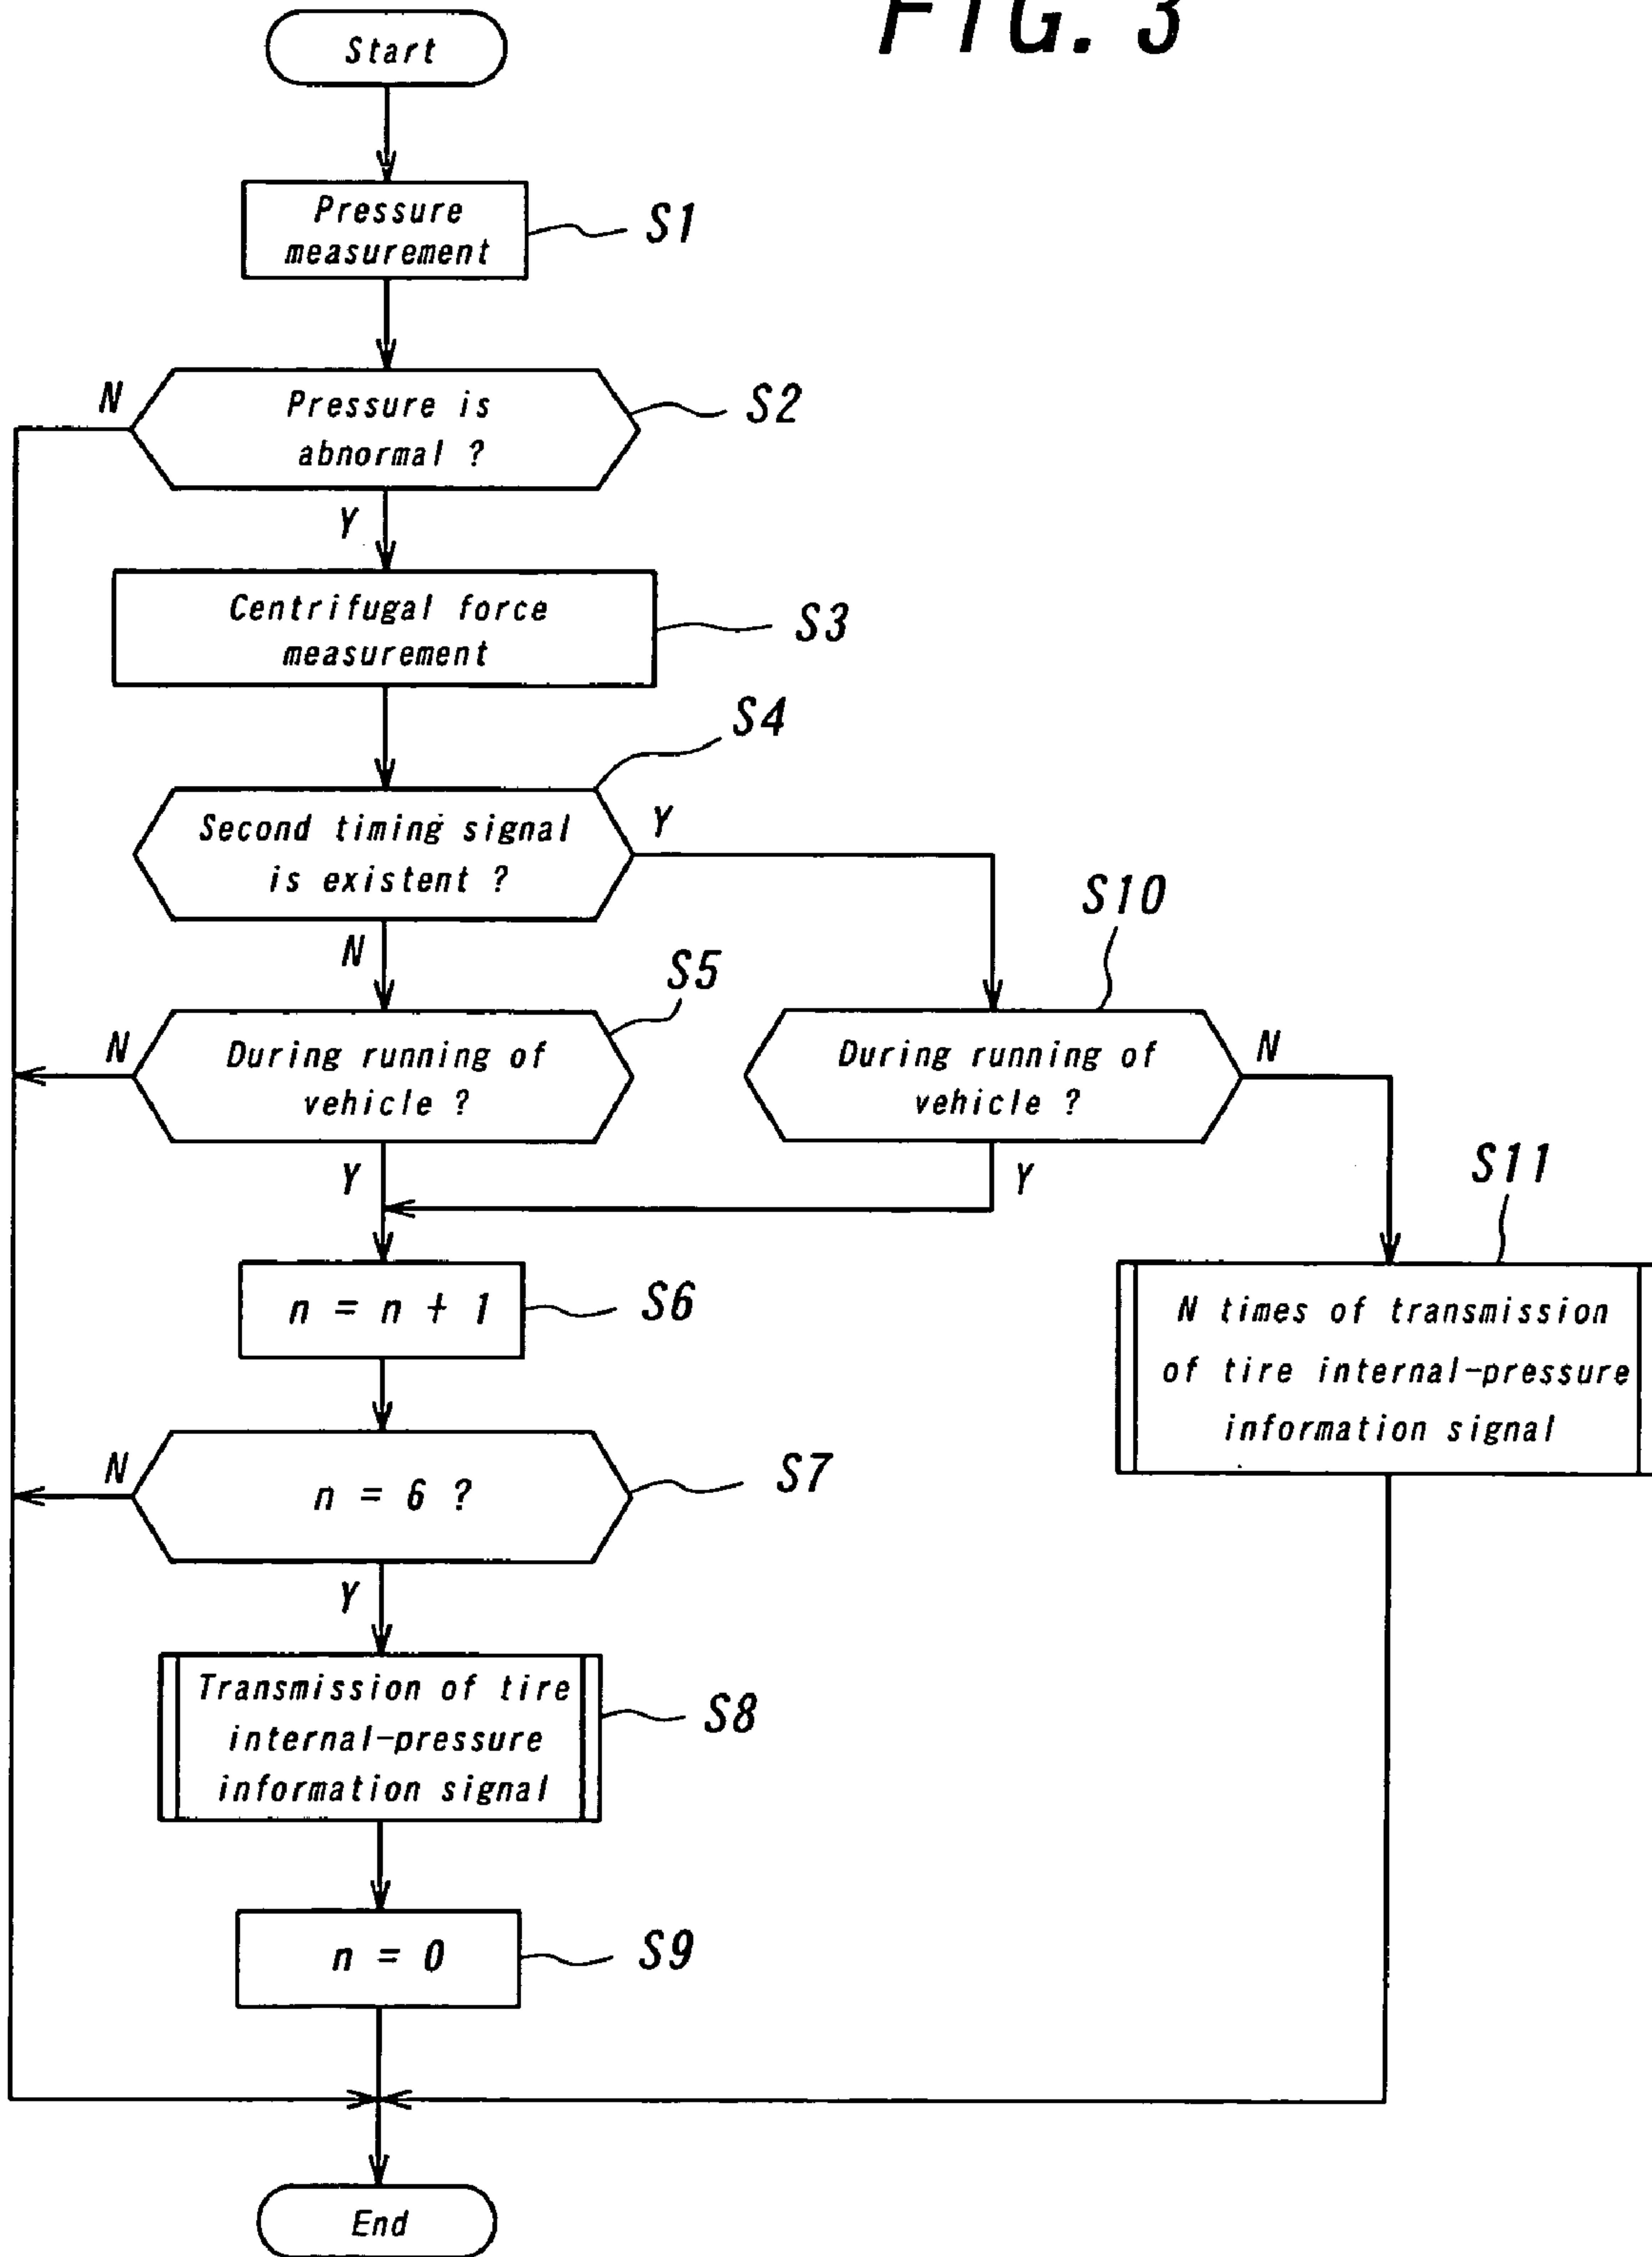 FIG. 3
Start
Pressure
measurement
S1
N
Pressure is
abnormal ?
S2
Y
Centrifugal force
measurement
S3
S4
Second timing signal
is existent ?
Y
N
S5
S10
N
During running of
vehicle ?
During running of
vehicle ?
N
Y
Y
S11
n = n + 1
S6
N times of transmission
of tire internal-pressure
information signal
N
n = 6 ?
S7
Y
Transmission of tire
internal-pressure
information signal
S8
n = 0
S9
End